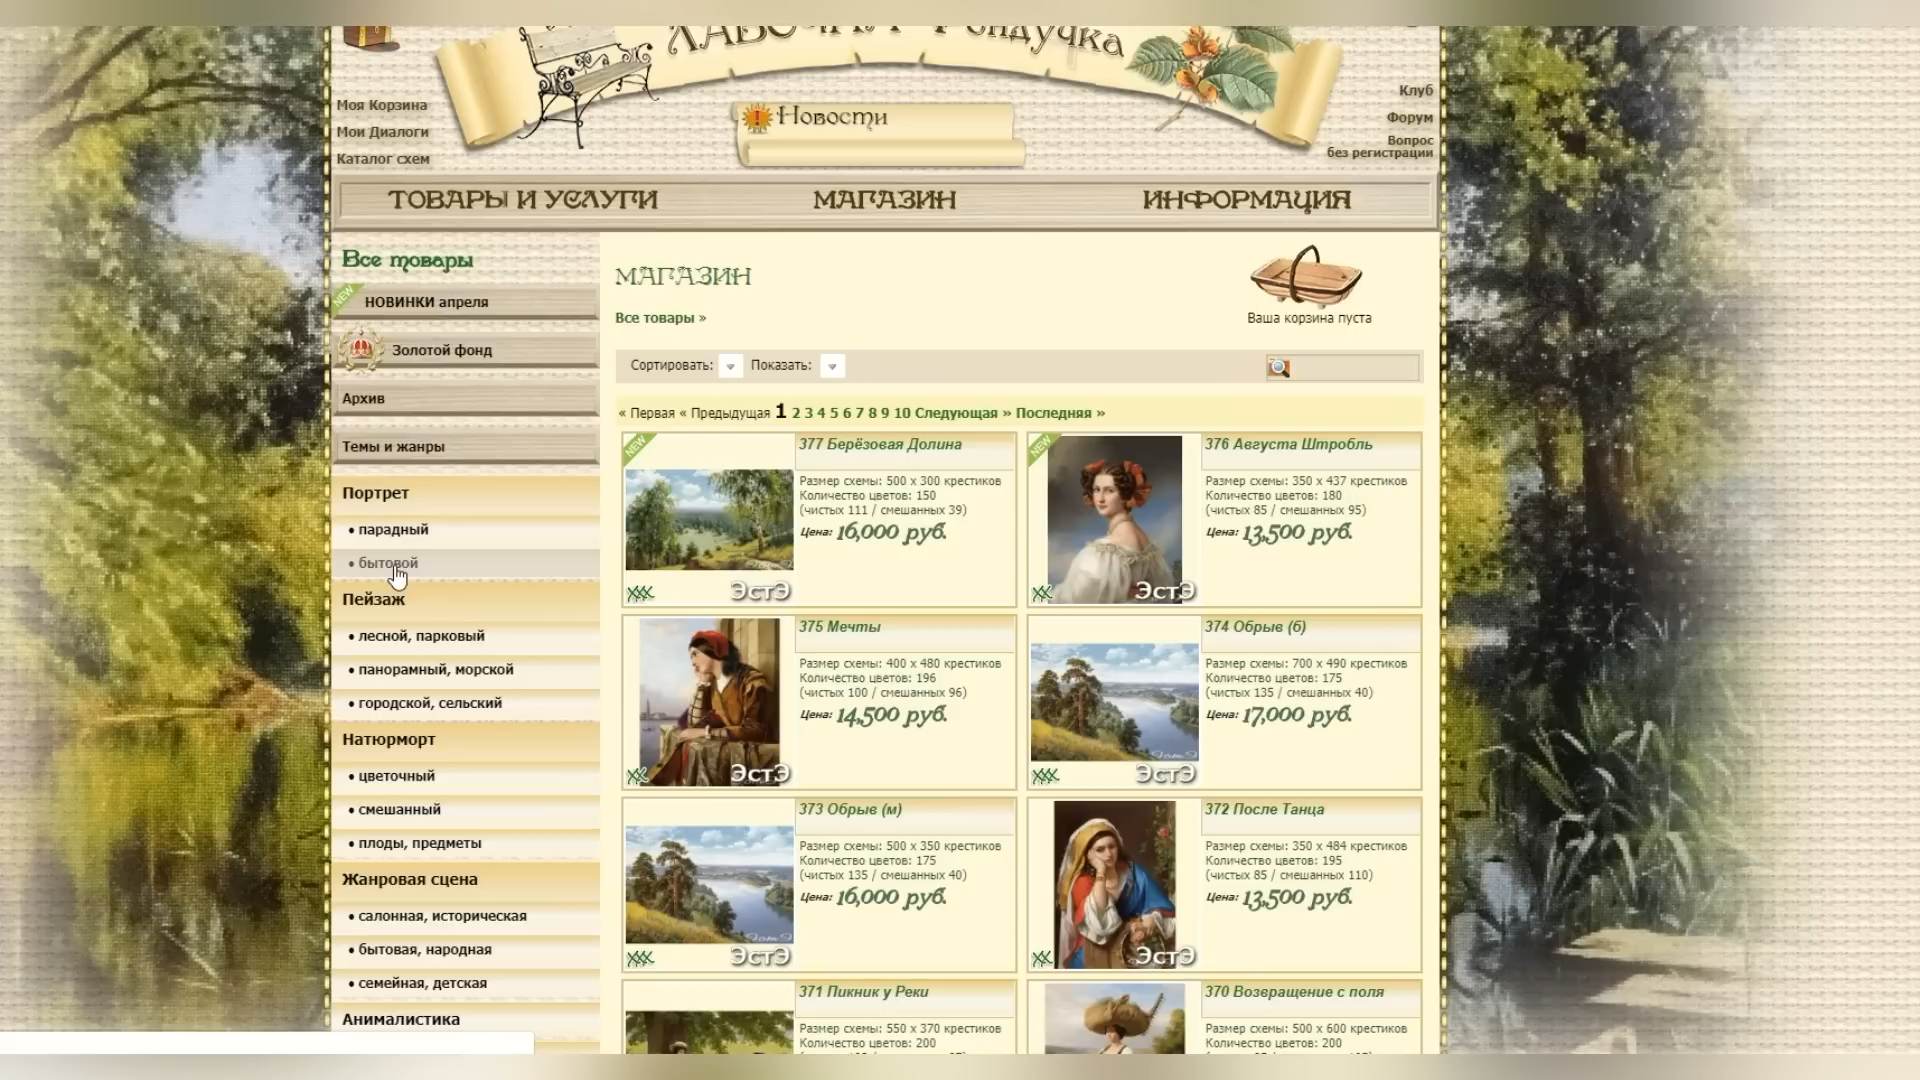 Фондучка
Моя Корзина
Мои Диалоги
Каталог схем
Новости
Клуб
Форум
Вопрос
без регистрации
ТОВАРЫ И УСЛУГИ
МАГАЗИН
ИНФОРМАЦИЯ
Все товары
NEW
НОВИНКИ апреля
Золотой фонд
Архив
Темы и жанры
Портрет
• парадный
• бытовой
Пейзаж
• лесной, парковый
• панорамный, морской
• городской, сельский
Натюрморт
• цветочный
• смешанный
• плоды, предметы
Жанровая сцена
• салонная, историческая
• бытовая, народная
• семейная, детская
Анималистика
МАГАЗИН
Все товары »
Ваша корзина пуста
Сортировать:
Показать:
« Первая « Предыдущая 1 2 3 4 5 6 7 8 9 10 Следующая » Последняя »
NEW
377 Берёзовая Долина
Размер схемы: 500 x 300 крестиков
Количество цветов: 150
(чистых 111 / смешанных 39)
Цена: 16,000 руб.
ЭстЭ
NEW
376 Августа Штробль
Размер схемы: 350 x 437 крестиков
Количество цветов: 180
(чистых 85 / смешанных 95)
Цена: 13,500 руб.
ЭстЭ
375 Мечты
Размер схемы: 400 x 480 крестиков
Количество цветов: 196
(чистых 100 / смешанных 96)
Цена: 14,500 руб.
ЭстЭ
374 Обрыв (б)
Размер схемы: 700 x 490 крестиков
Количество цветов: 175
(чистых 135 / смешанных 40)
Цена: 17,000 руб.
ЭстЭ
373 Обрыв (м)
Размер схемы: 500 x 350 крестиков
Количество цветов: 175
(чистых 135 / смешанных 40)
Цена: 16,000 руб.
ЭстЭ
372 После Танца
Размер схемы: 350 x 484 крестиков
Количество цветов: 195
(чистых 85 / смешанных 110)
Цена: 13,500 руб.
ЭстЭ
371 Пикник у Реки
Размер схемы: 550 x 370 крестиков
Количество цветов: 200
370 Возвращение с поля
Размер схемы: 500 x 600 крестиков
Количество цветов: 200